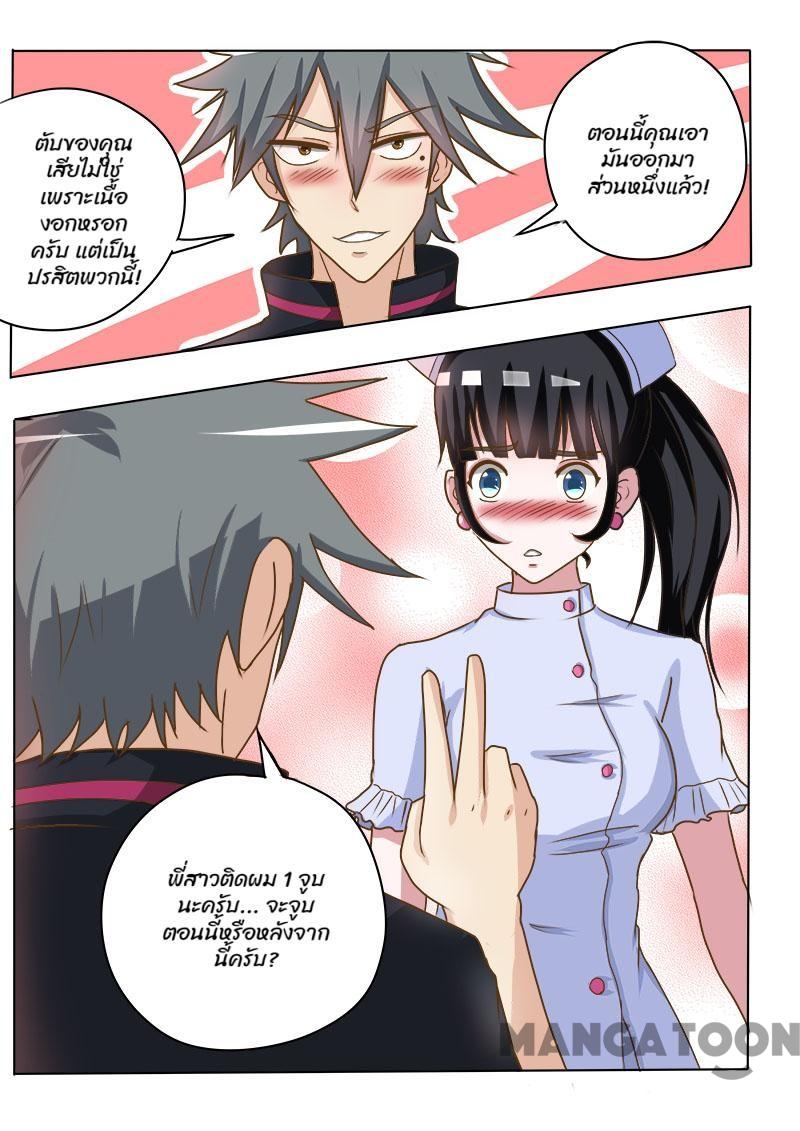 ตับของคุณ
เสียไม่ใช่
เพราะเนื้อ
งอกหรอก
ครับ แต่เป็น
ปรสิตพวกนี้!
ตอนนี้คุณเอา
มันออกมา
ส่วนหนึ่งแล้ว!
พี่สาวติดผม 1 จูบ
นะครับ... จะจูบ
ตอนนี้หรือหลังจาก
นี้ครับ?
MANGATOON